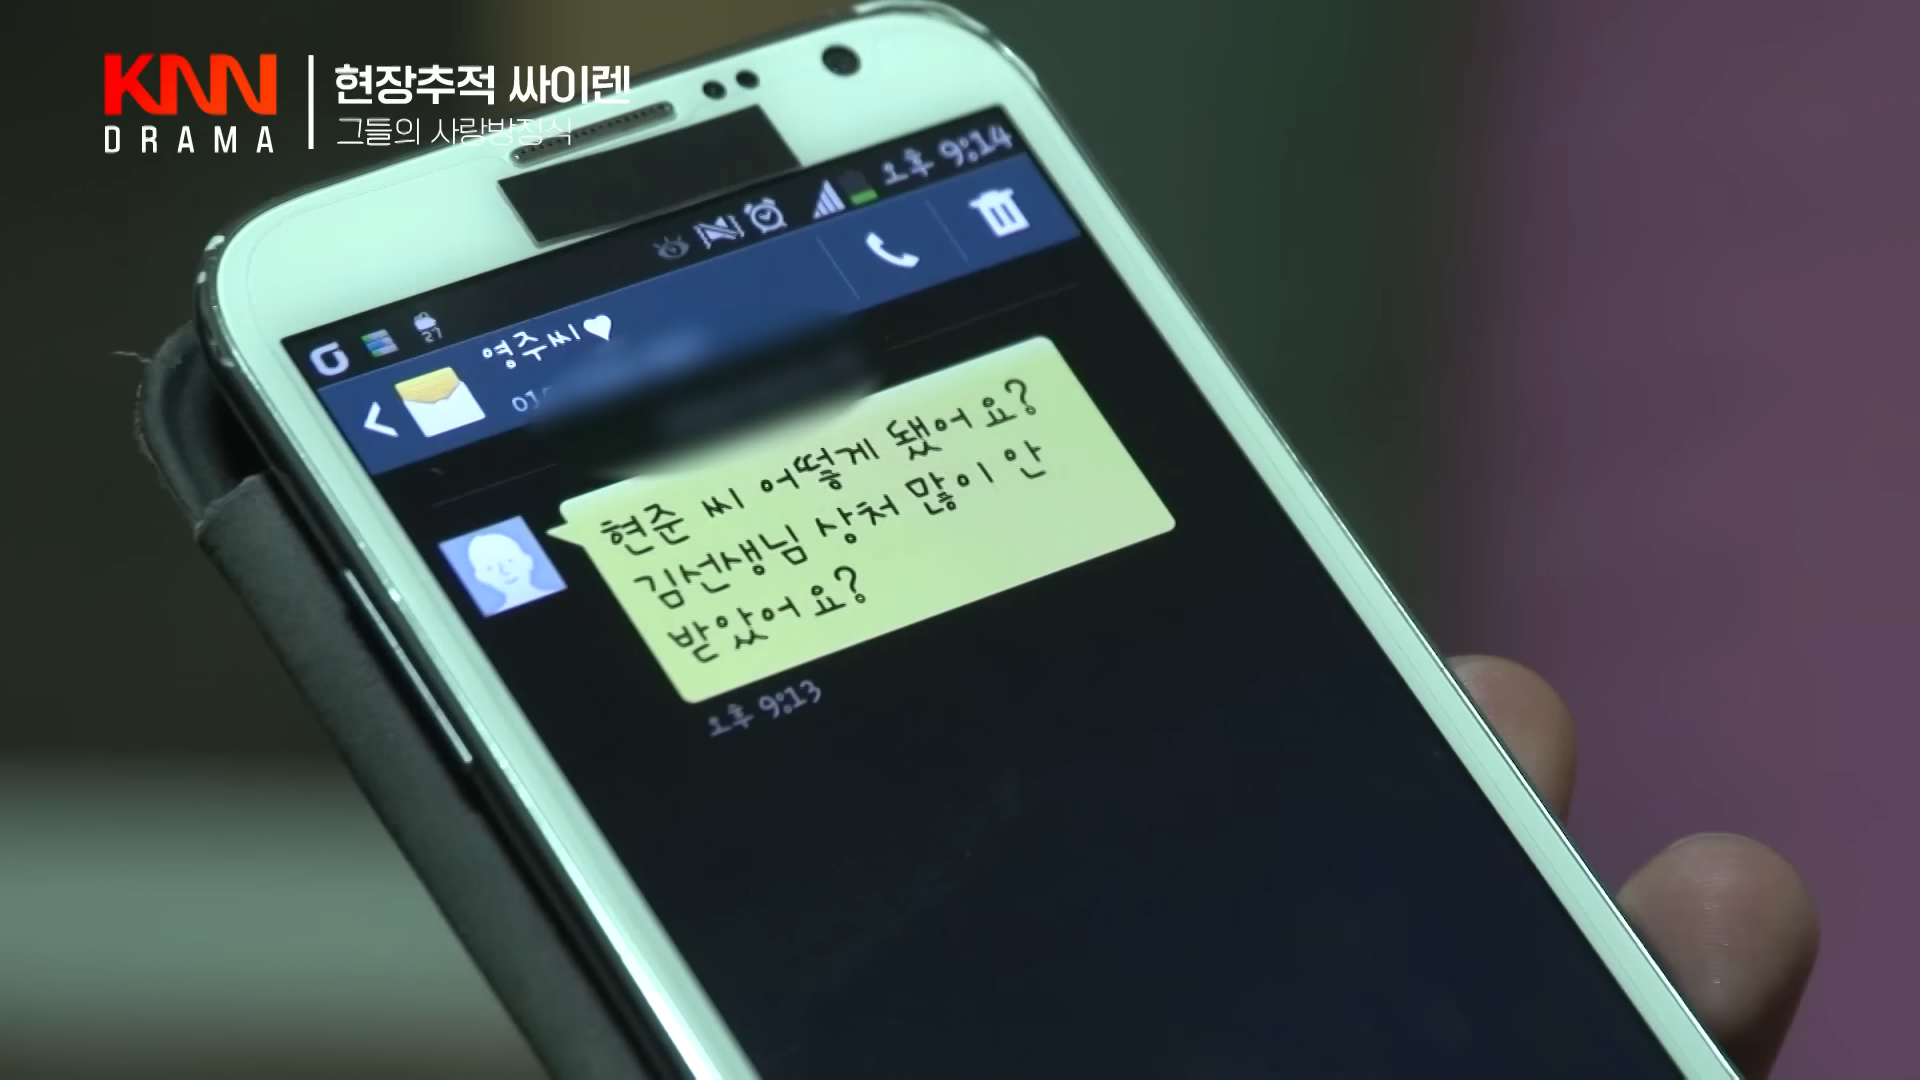 KNN
DRAMA
현장추적 싸이렌
그들의 사랑방정식
오후 9:14
27
영주씨♥
01
현준 씨 어떻게 됐어요?
김선생님 상처 많이 안
받았어요?
오후 9:13